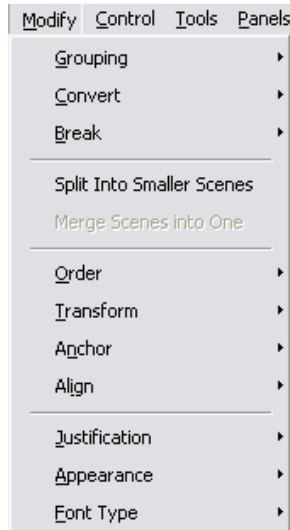 Modify Control Tools Panels
Grouping
Convert
Break
Split Into Smaller Scenes
Merge Scenes into One
Order
Transform
Anchor
Align
Justification
Appearance
Font Type